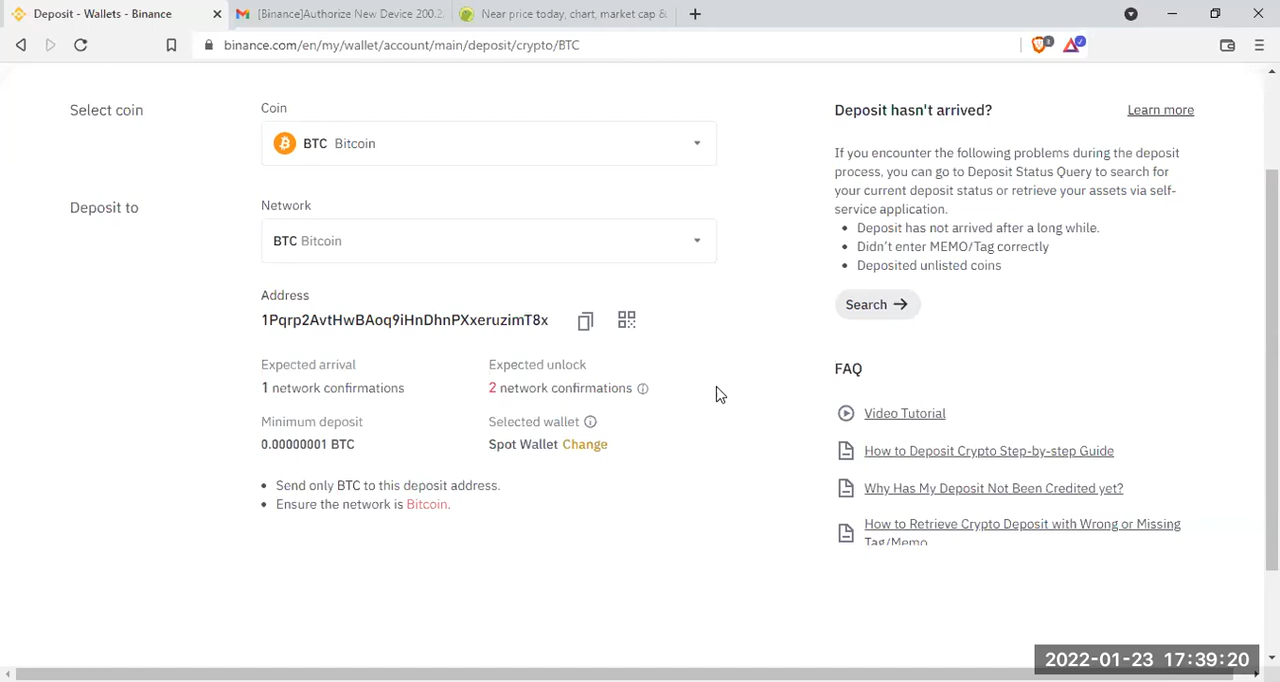 Deposit - Wallets - Binance
[Binance]Authorize New Device 200.2.
Near price today, chart, market cap &
binance.com/en/my/wallet/account/main/deposit/crypto/BTC
Select coin
Coin
BTC Bitcoin
Deposit to
Network
BTC Bitcoin
Address
1Pqrp2AvtHwBAoq9iHnDhnPXxeruzimT8x
Expected arrival
1 network confirmations
Expected unlock
2 network confirmations
Minimum deposit
0.00000001 BTC
Selected wallet
Spot Wallet Change
Send only BTC to this deposit address.
Ensure the network is Bitcoin.
Deposit hasn't arrived?
Learn more
If you encounter the following problems during the deposit
process, you can go to Deposit Status Query to search for
your current deposit status or retrieve your assets via self-
service application.
Deposit has not arrived after a long while.
Didn't enter MEMO/Tag correctly
Deposited unlisted coins
Search
FAQ
Video Tutorial
How to Deposit Crypto Step-by-step Guide
Why Has My Deposit Not Been Credited yet?
How to Retrieve Crypto Deposit with Wrong or Missing
Tag/Memo
2022-01-23 17:39:20